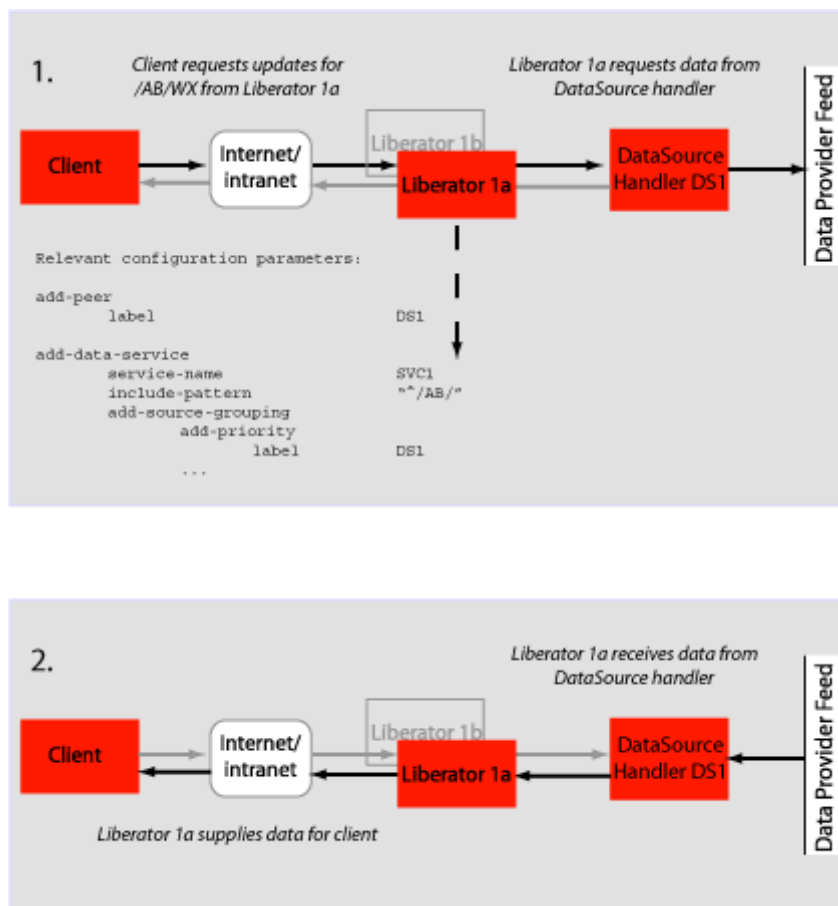 1.
Client requests updates for
/AB/WX from Liberator 1a
Liberator 1a requests data from
DataSource handler
Client
Internet/
intranet
Liberator 1b
Liberator 1a
DataSource
Handler DS1
Data Provider Feed
Relevant configuration parameters:
add-peer
label DS1
add-data-service
service-name SVC1
include-pattern "^/AB/"
add-source-grouping
add-priority
label DS1
...
2.
Liberator 1a receives data from
DataSource handler
Client
Internet/
intranet
Liberator 1b
Liberator 1a
DataSource
Handler DS1
Data Provider Feed
Liberator 1a supplies data for client